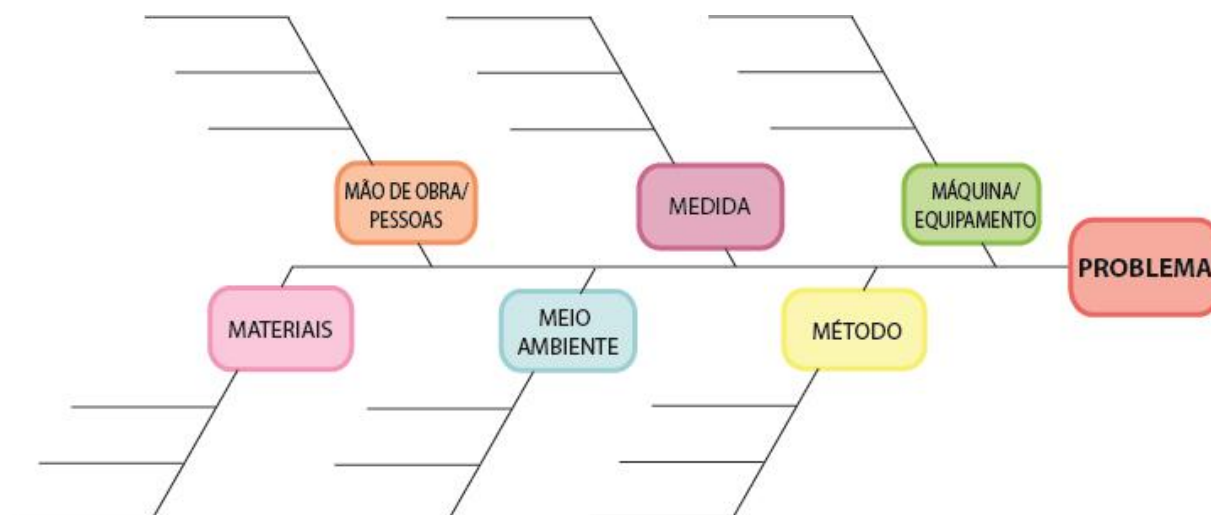 MÃO DE OBRA/
PESSOAS
MEDIDA
MÁQUINA/
EQUIPAMENTO
PROBLEMA
MATERIAIS
MEIO
AMBIENTE
MÉTODO